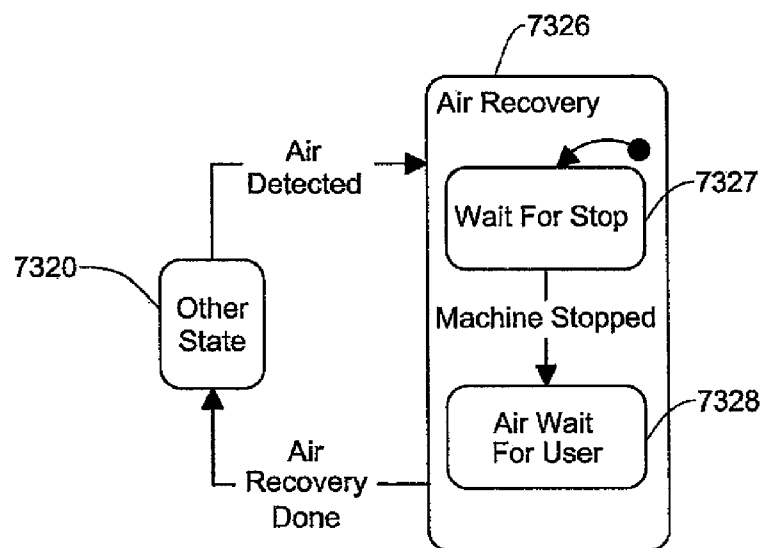 7326
Air Recovery
Air
Detected
Wait For Stop
7327
7320
Other
State
Machine Stopped
Air Wait
For User
7328
Air
Recovery
Done